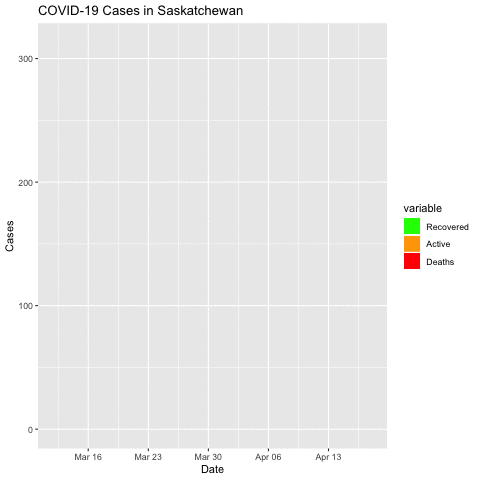 COVID-19 Cases in Saskatchewan
300
200
100
0
Cases
Mar 16 Mar 23 Mar 30 Apr 06 Apr 13
Date
variable
Recovered
Active
Deaths